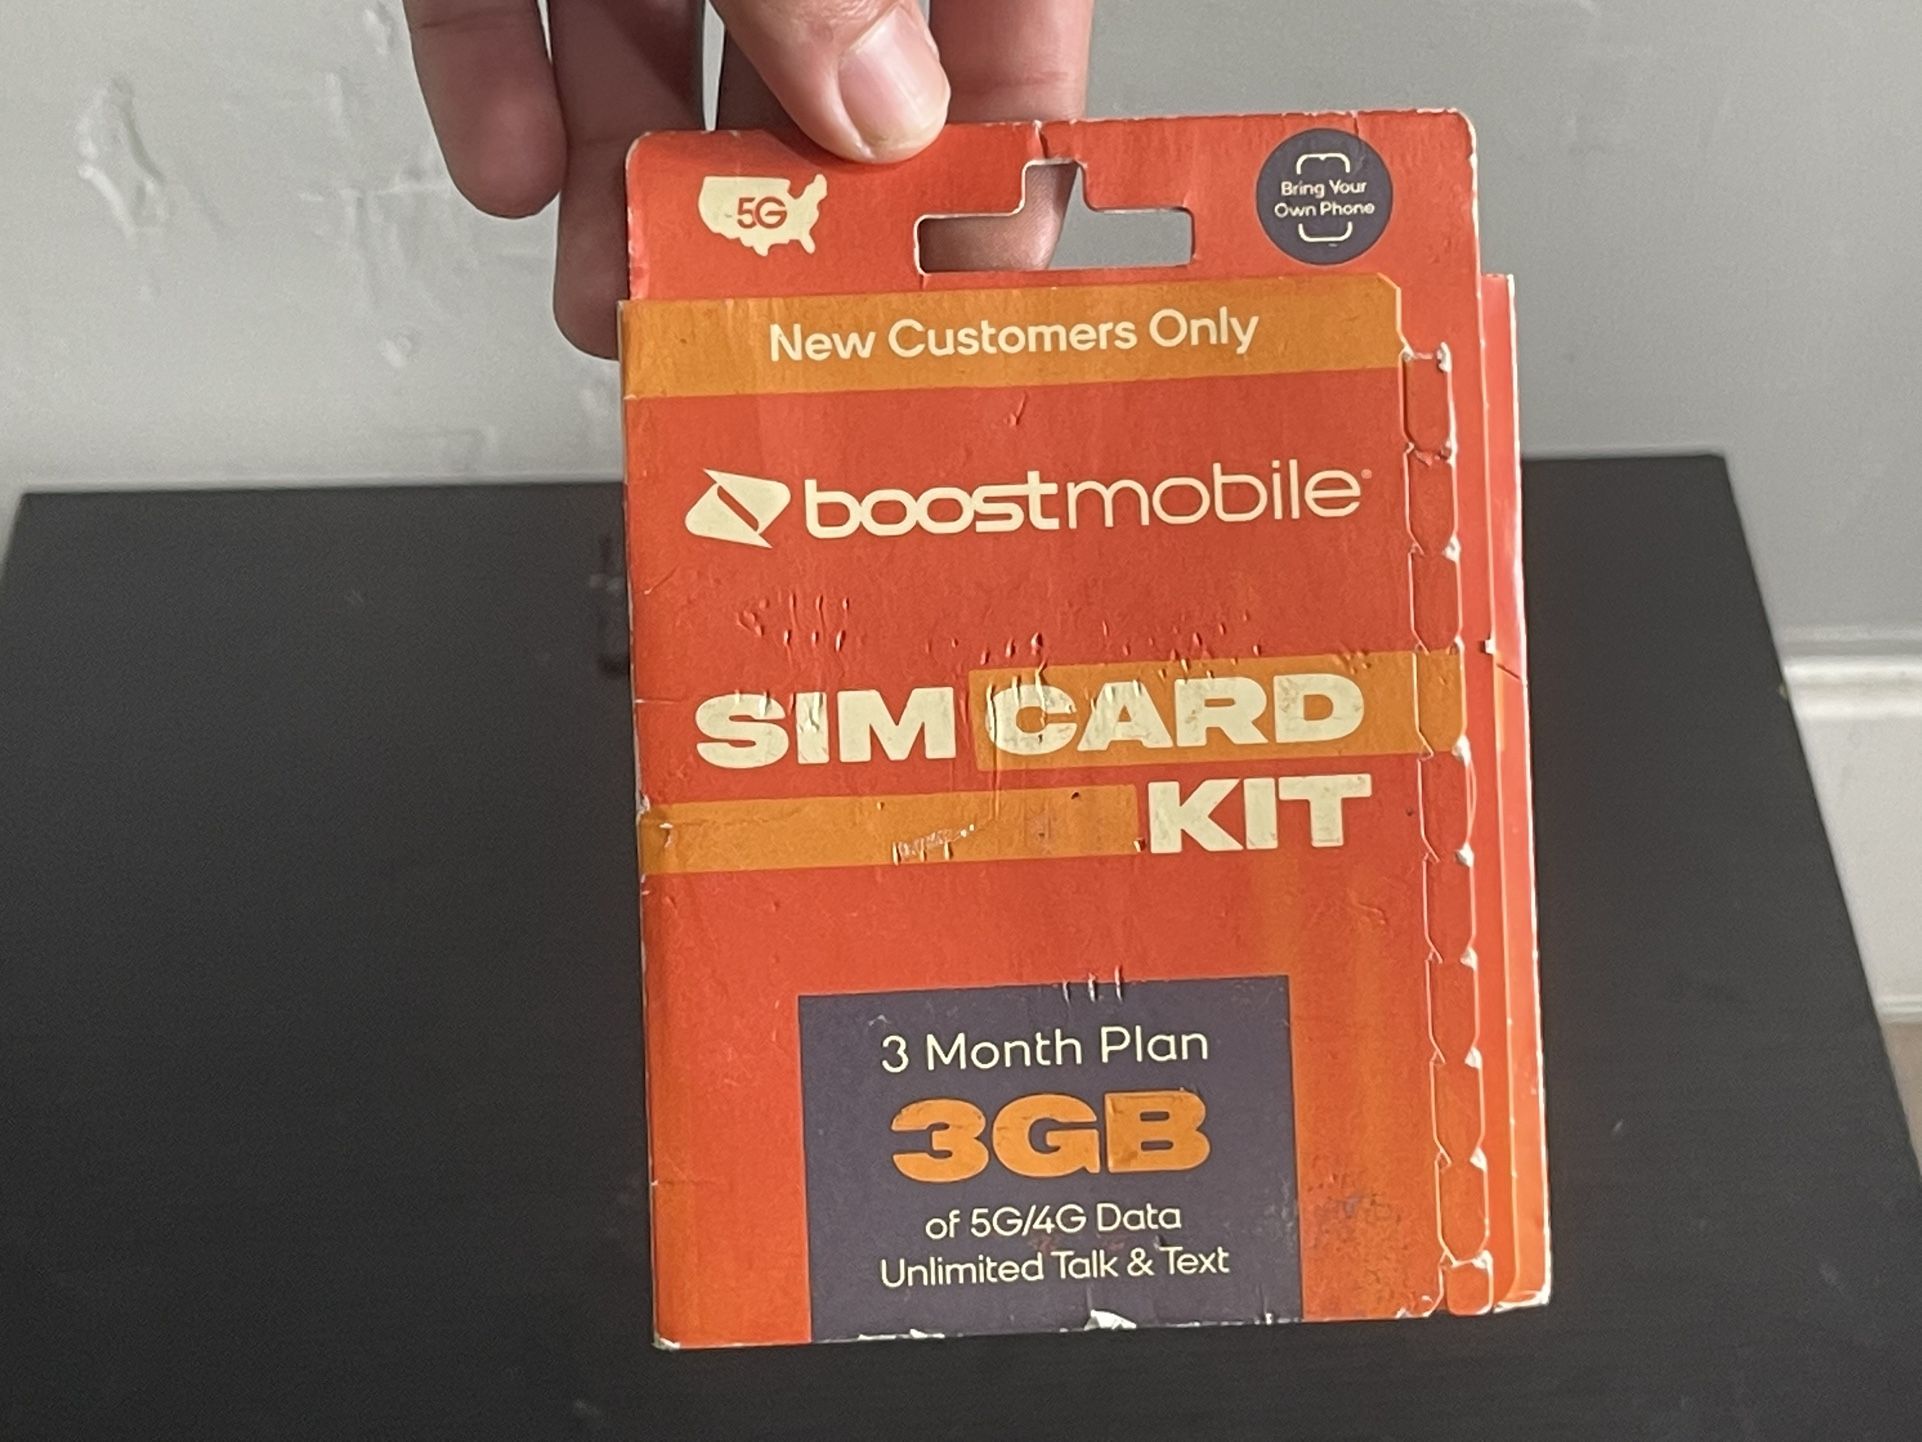 5G
Bring Your
Own Phone
New Customers Only
boostmobile
SIM CARD
KIT
3 Month Plan
3GB
of 5G/4G Data
Unlimited Talk & Text